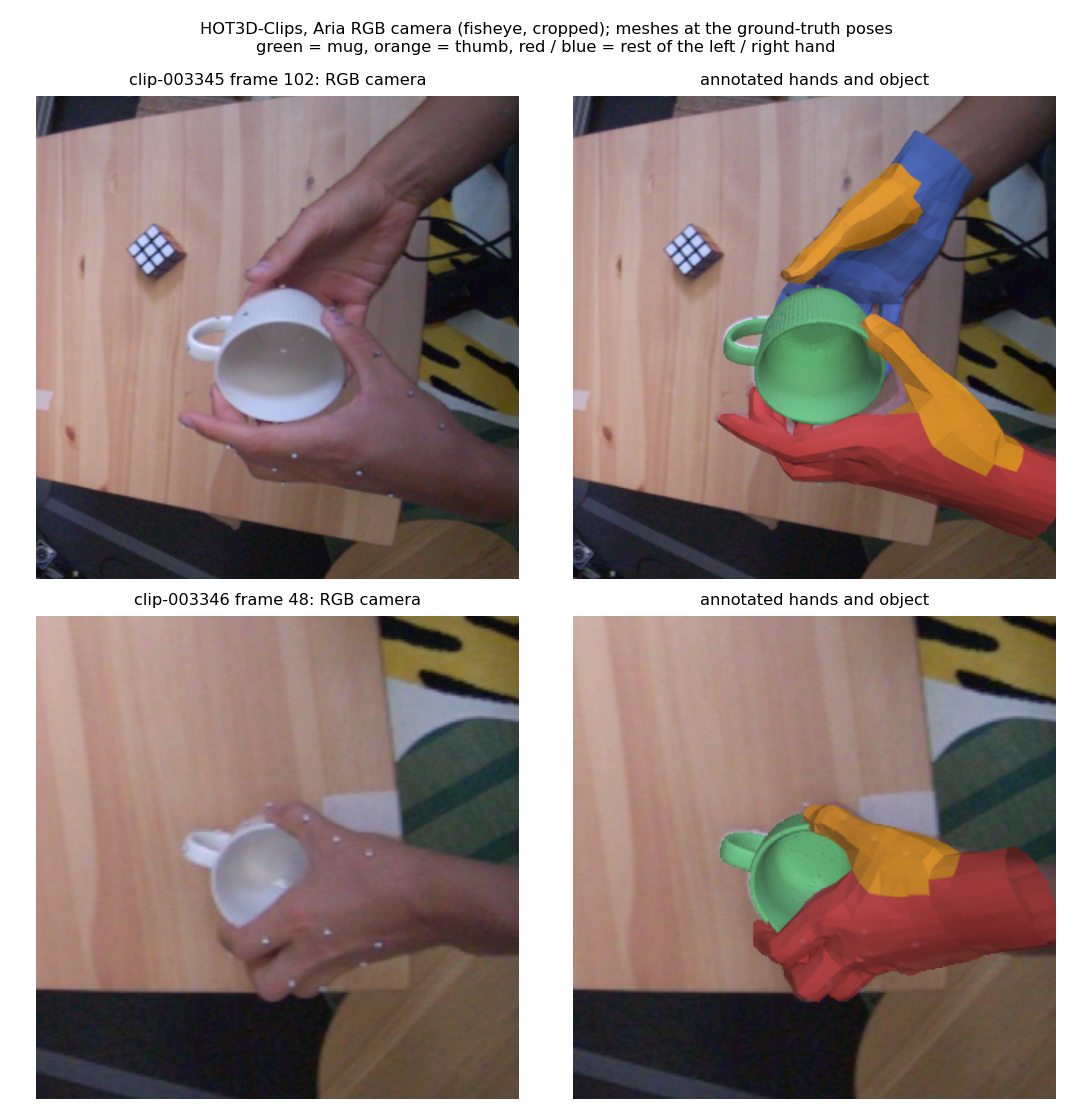 HOT3D-Clips, Aria RGB camera (fisheye, cropped); meshes at the ground-truth poses
green = mug, orange = thumb, red / blue = rest of the left / right hand
clip-003345 frame 102: RGB camera
annotated hands and object
clip-003346 frame 48: RGB camera
annotated hands and object